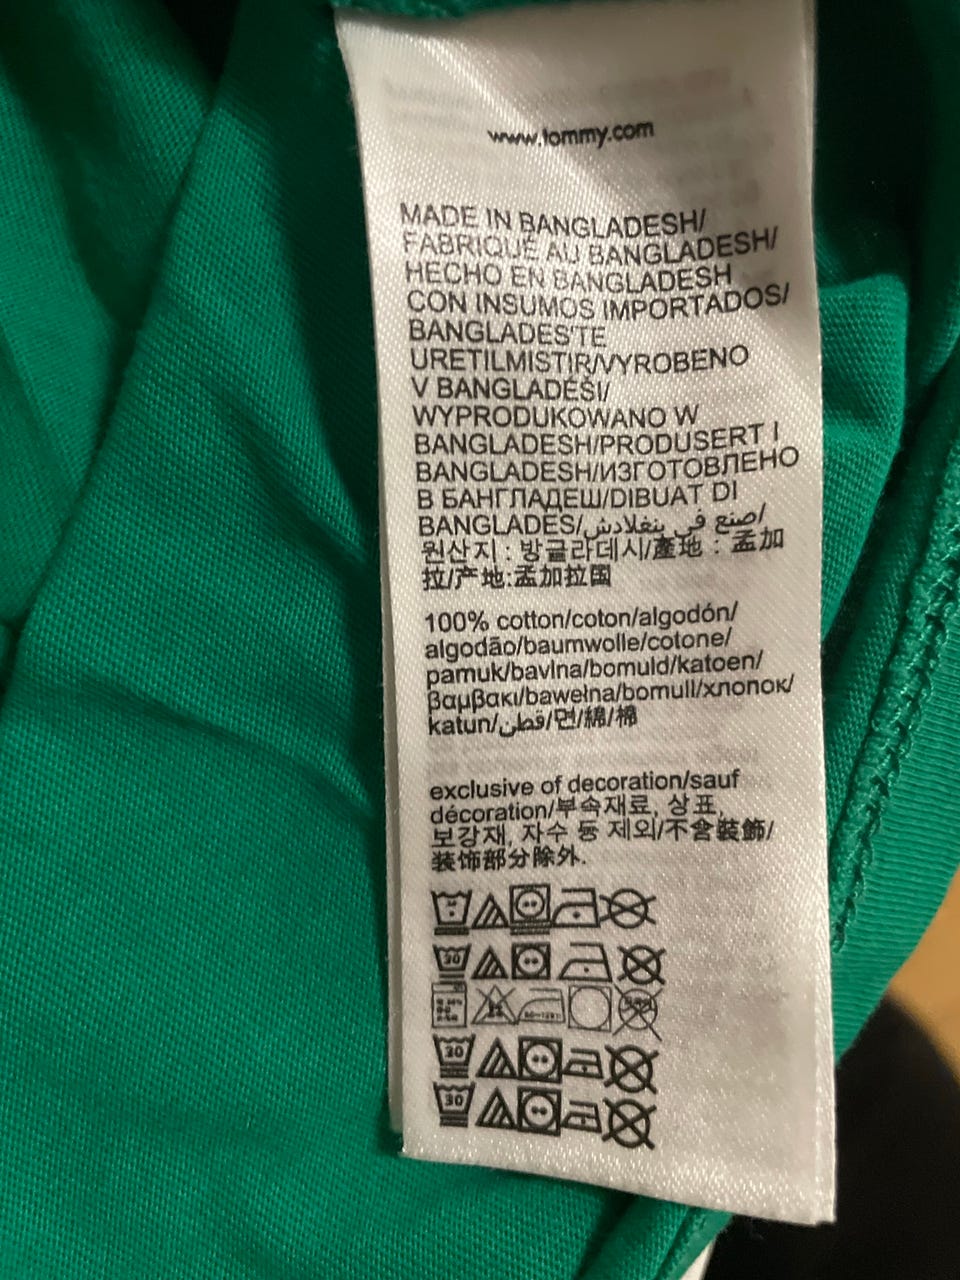 www.tommy.com
MADE IN BANGLADESH/
FABRIQUÉ AU BANGLADESH/
HECHO EN BANGLADESH
CON INSUMOS IMPORTADOS/
BANGLADES'TE
URETILMISTIR/VYROBENO
V BANGLADÉŠI/
WYPRODUKOWANO W
BANGLADESH/PRODUSERT I
BANGLADESH/ИЗГОТОВЛЕНО
В БАНГЛАДЕШ/DIBUAT DI
BANGLADES/صنع في بنغلادش/
원산지 : 방글라데시/產地 : 孟加
拉/产地:孟加拉国
100% cotton/coton/algodón/
algodão/baumwolle/cotone/
pamuk/bavlna/bomuld/katoen/
βαμβακι/bawełna/bomull/хлопок/
katun/قطن/면/綿/棉
exclusive of decoration/sauf
décoration/부속재료, 상표,
보강재, 자수 등 제외/不含裝飾/
装饰部分除外.
30
30
30